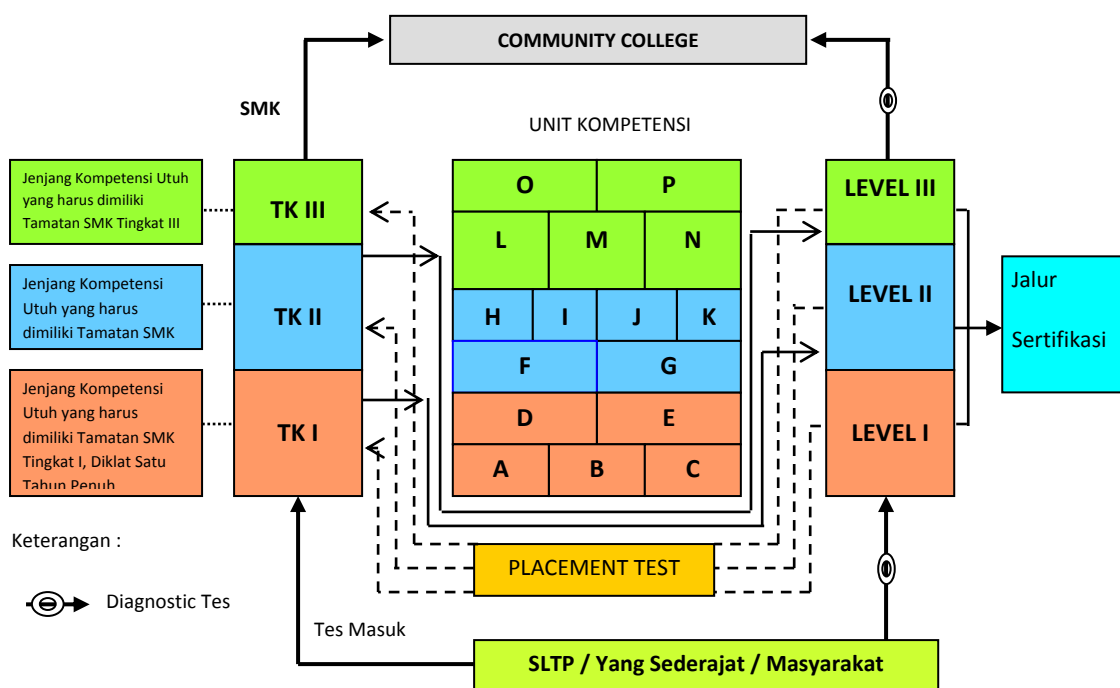 COMMUNITY COLLEGE
SMK
UNIT KOMPETENSI
Jenjang Kompetensi Utuh
yang harus dimiliki
Tamatan SMK Tingkat III
TK III
O
P
L
M
N
LEVEL III
Jenjang Kompetensi
Utuh yang harus
dimiliki Tamatan SMK
TK II
H
I
J
K
F
G
LEVEL II
Jalur
Sertifikasi
Jenjang Kompetensi
Utuh yang harus
dimiliki Tamatan SMK
Tingkat I, Diklat Satu
Tahun Penuh
TK I
D
E
A
B
C
LEVEL I
Keterangan :
Diagnostic Tes
PLACEMENT TEST
Tes Masuk
SLTP / Yang Sederajat / Masyarakat